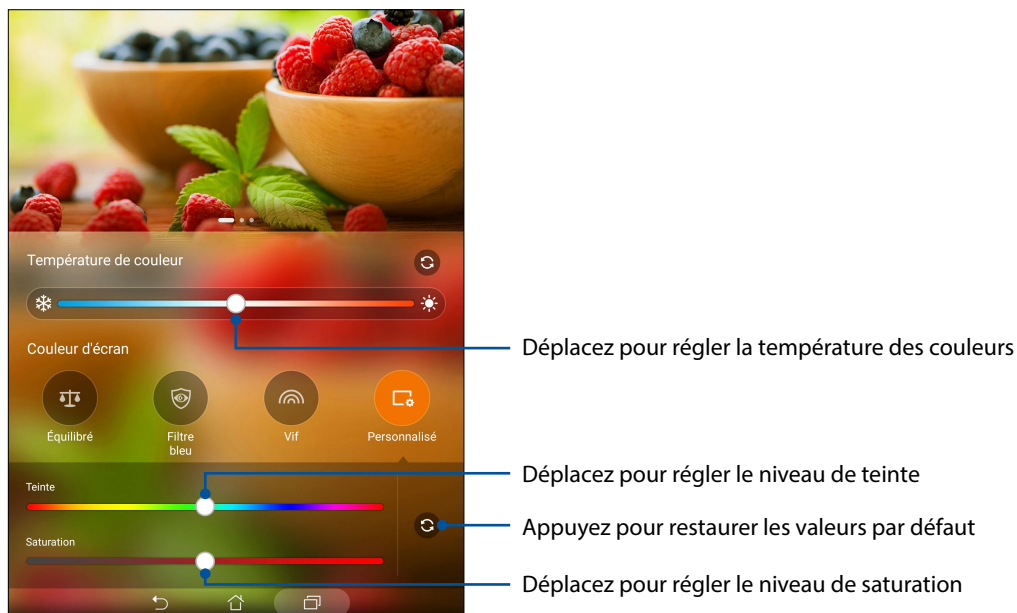 Température de couleur
Déplacez pour régler la température des couleurs
Couleur d'écran
Équilibré
Filtre
bleu
Vif
Personnalisé
Déplacez pour régler le niveau de teinte
Teinte
Appuyez pour restaurer les valeurs par défaut
Saturation
Déplacez pour régler le niveau de saturation